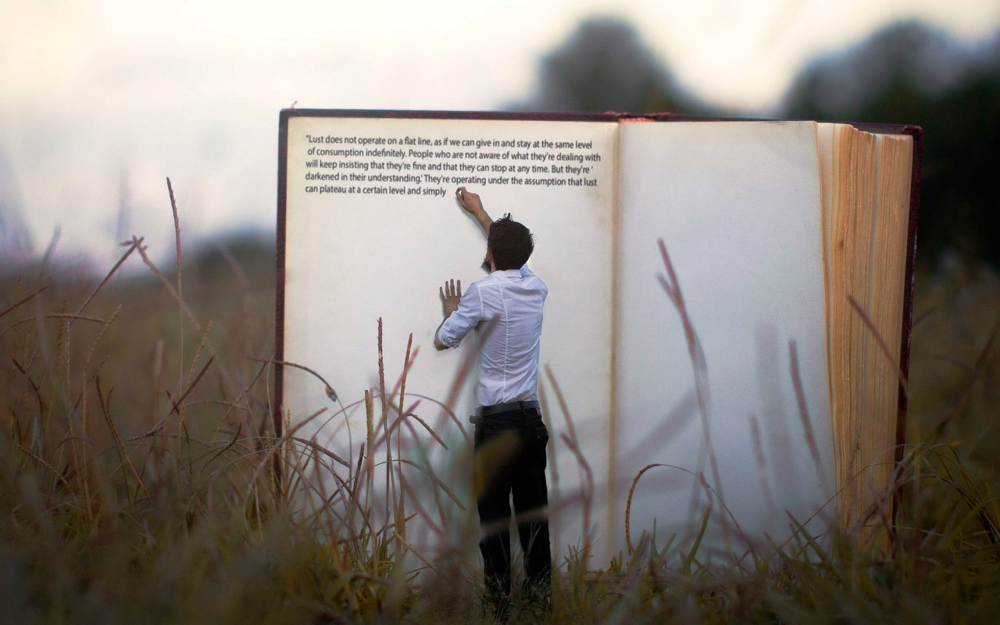 "Lust does not operate on a flat line, as if we can give in and stay at the same level
of consumption indefinitely. People who are not aware of what they're dealing with
will keep insisting that they're fine and that they can stop at any time. But they're '
darkened in their understanding.' They're operating under the assumption that lust
can plateau at a certain level and simply